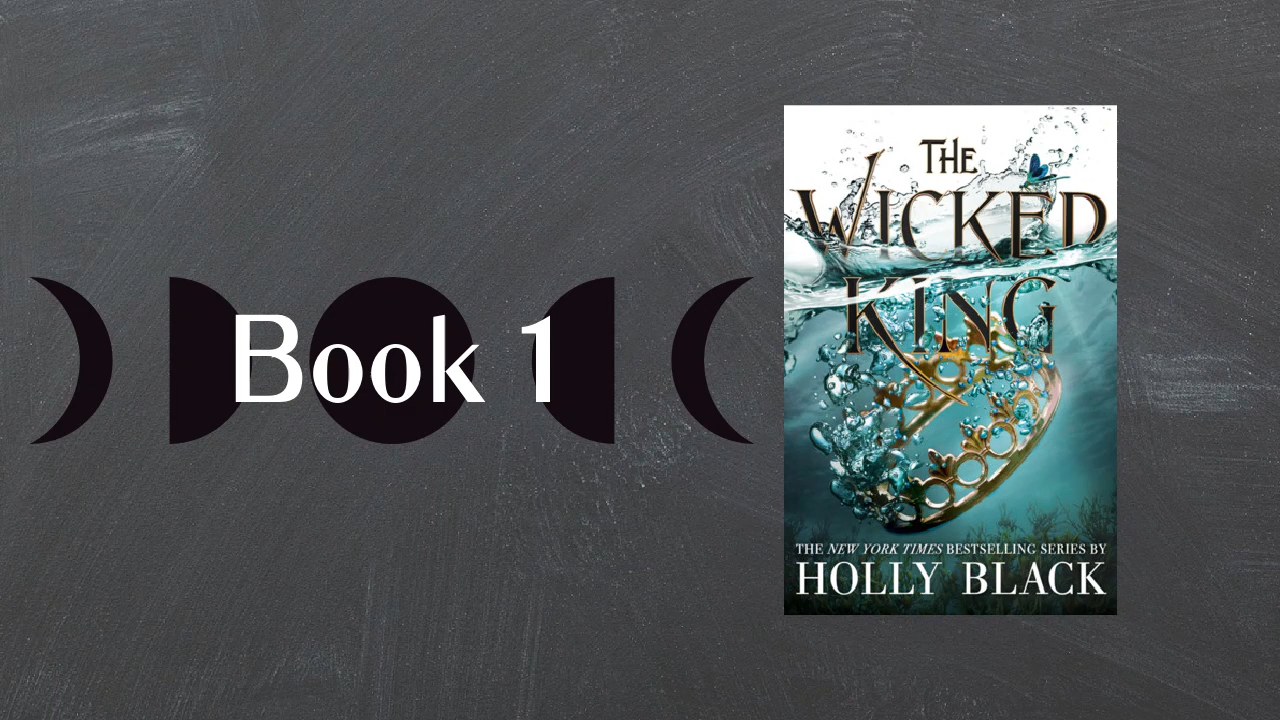 Book 1
THE
WICKED
KING
THE NEW YORK TIMES BESTSELLING SERIES BY
HOLLY BLACK